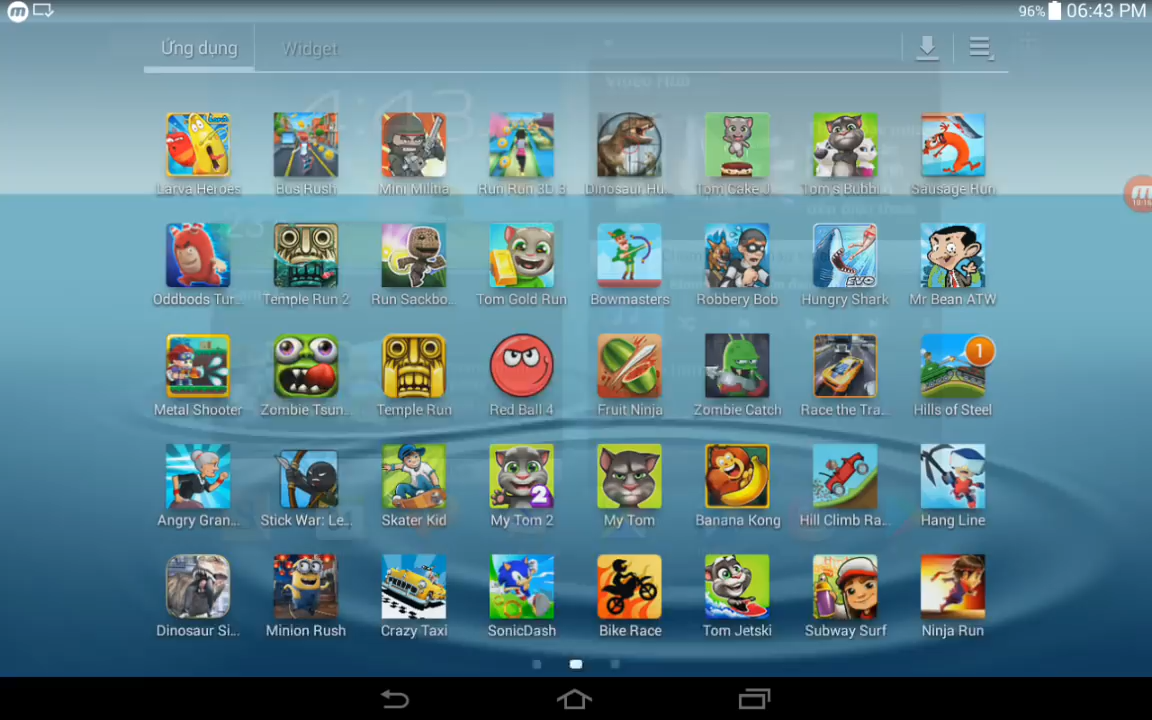 96% 06:43 PM
Ứng dụng Widget
Larva Heroes Bus Rush Mini Militia Run Run 3D 3 Dinosaur Hu... Tom Cake J... Tom's Bubbl... Sausage Run
10:16
Oddbods Tur... Temple Run 2 Run Sackbo... Tom Gold Run Bowmasters Robbery Bob Hungry Shark Mr Bean ATW
EVO
1
Metal Shooter Zombie Tsun... Temple Run Red Ball 4 Fruit Ninja Zombie Catch Race the Tra... Hills of Steel
2
Angry Gran... Stick War: Le... Skater Kid My Tom 2 My Tom Banana Kong Hill Climb Ra... Hang Line
Dinosaur Si... Minion Rush Crazy Taxi SonicDash Bike Race Tom Jetski Subway Surf Ninja Run